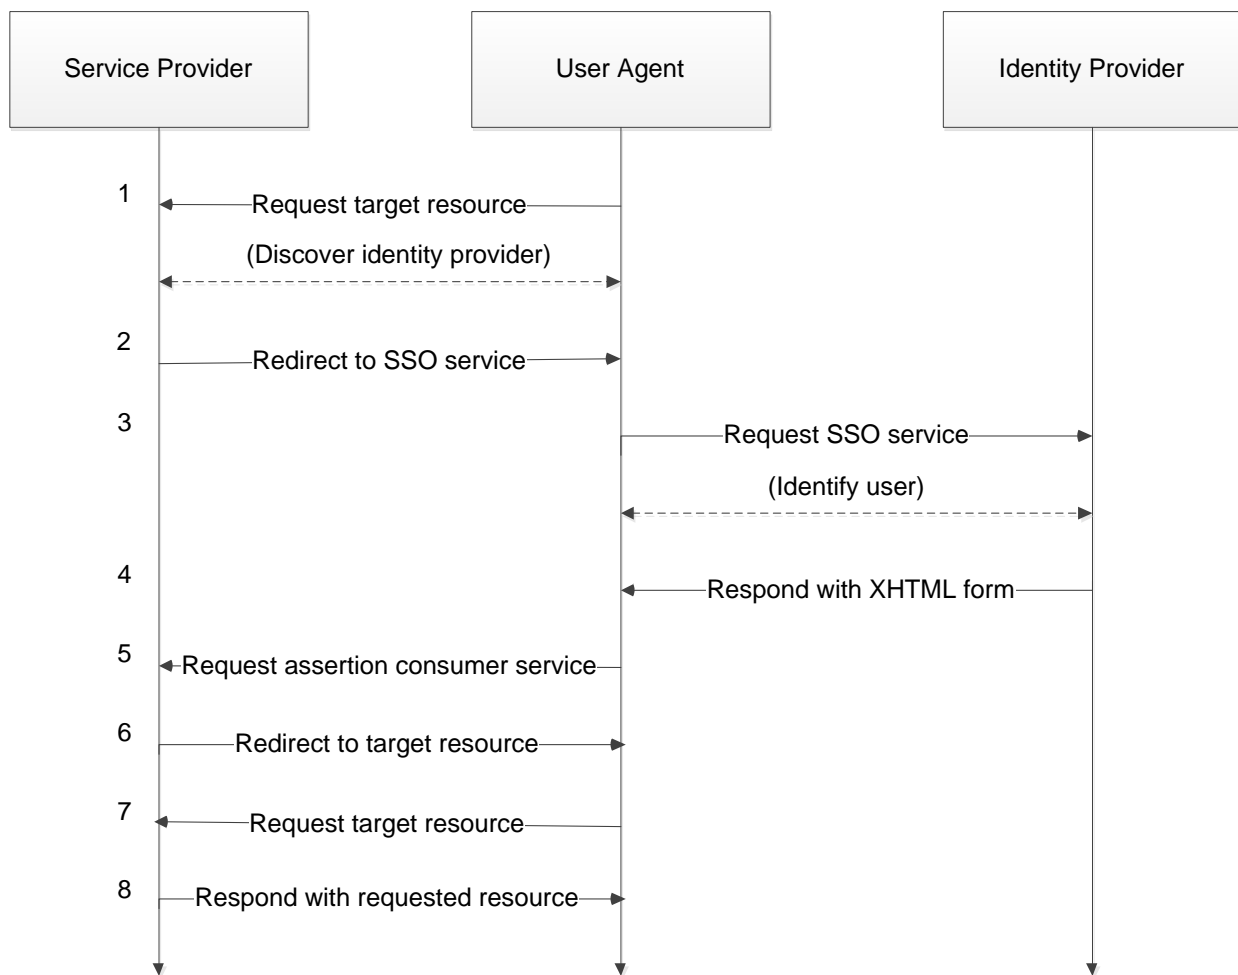 Service Provider
User Agent
Identity Provider
1
Request target resource
(Discover identity provider)
2
Redirect to SSO service
3
Request SSO service
(Identify user)
4
Respond with XHTML form
5
Request assertion consumer service
6
Redirect to target resource
7
Request target resource
8
Respond with requested resource